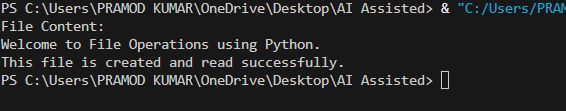 PS C:\Users\PRAMOD KUMAR\OneDrive\Desktop\AI Assisted> & "C:/Users/PRAM
File Content:
Welcome to File Operations using Python.
This file is created and read successfully.
PS C:\Users\PRAMOD KUMAR\OneDrive\Desktop\AI Assisted>